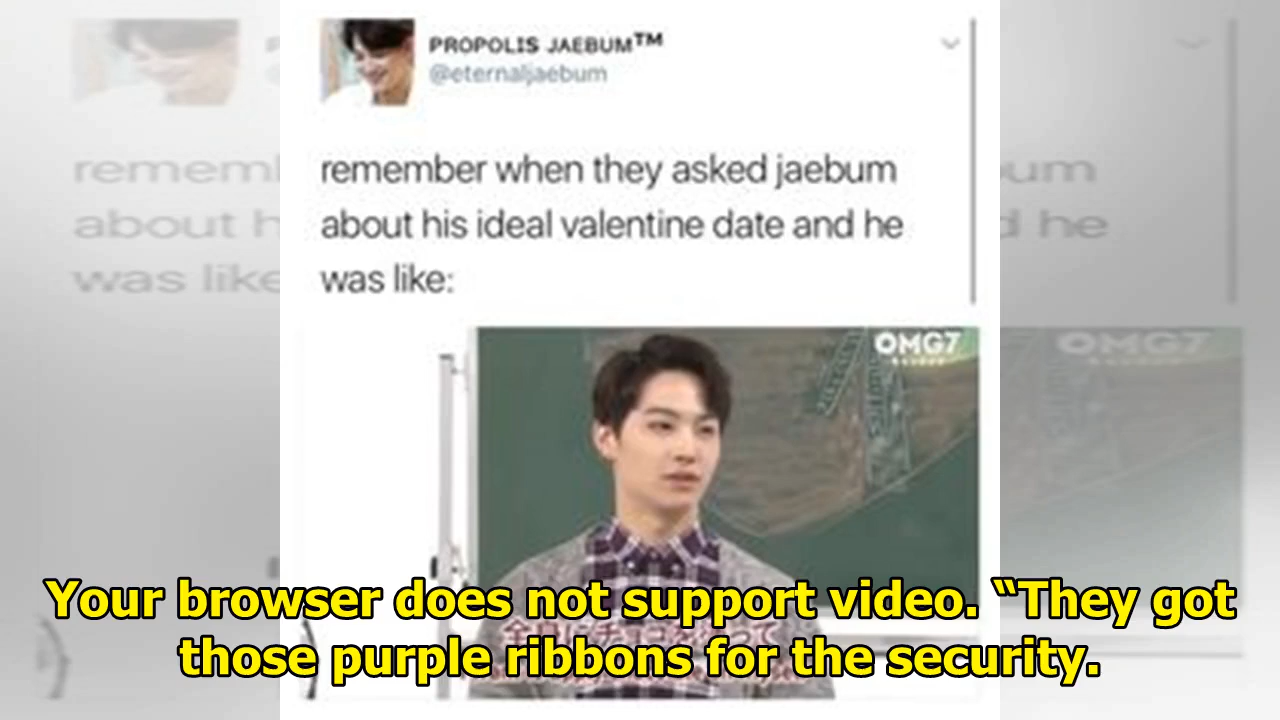 PROPOLIS JAEBUM™
@eternaljaebum
remember when they asked jaebum
about his ideal valentine date and he
was like:
OMG7
Your browser does not support video. “They got
those purple ribbons for the security.